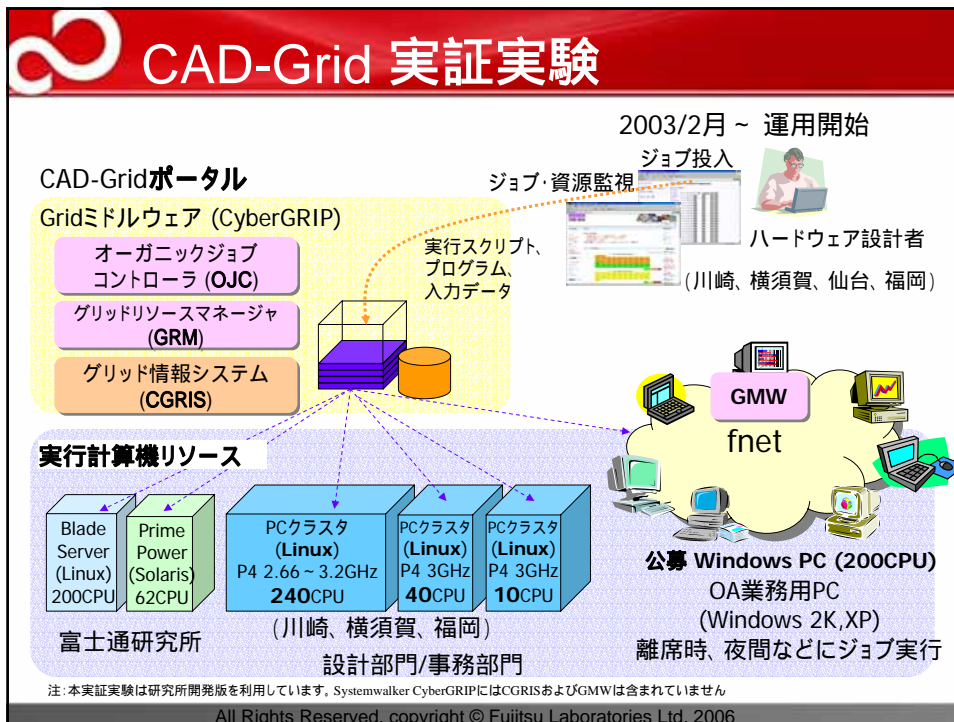 CAD-Grid 実証実験
2003/2月～ 運用開始
ジョブ投入
ジョブ・資源監視
ハードウェア設計者
(川崎、横須賀、仙台、福岡)
CAD-Gridポータル
Gridミドルウェア (CyberGRIP)
オーガニックジョブ
コントローラ (OJC)
グリッドリソースマネージャ
(GRM)
グリッド情報システム
(CGRIS)
実行スクリプト、
プログラム、
入力データ
GMW
fnet
実行計算機リソース
Blade
Server
(Linux)
200CPU
Prime
Power
(Solaris)
62CPU
PCクラスタ
(Linux)
P4 2.66～3.2GHz
240CPU
PCクラスタ
(Linux)
P4 3GHz
40CPU
PCクラスタ
(Linux)
P4 3GHz
10CPU
富士通研究所
(川崎、横須賀、福岡)
設計部門/事務部門
公募 Windows PC (200CPU)
OA業務用PC
(Windows 2K,XP)
離席時、夜間などにジョブ実行
注：本実証実験は研究所開発版を利用しています。Systemwalker CyberGRIPにはCGRISおよびGMWは含まれていません
All Rights Reserved, copyright © Fujitsu Laboratories Ltd. 2006